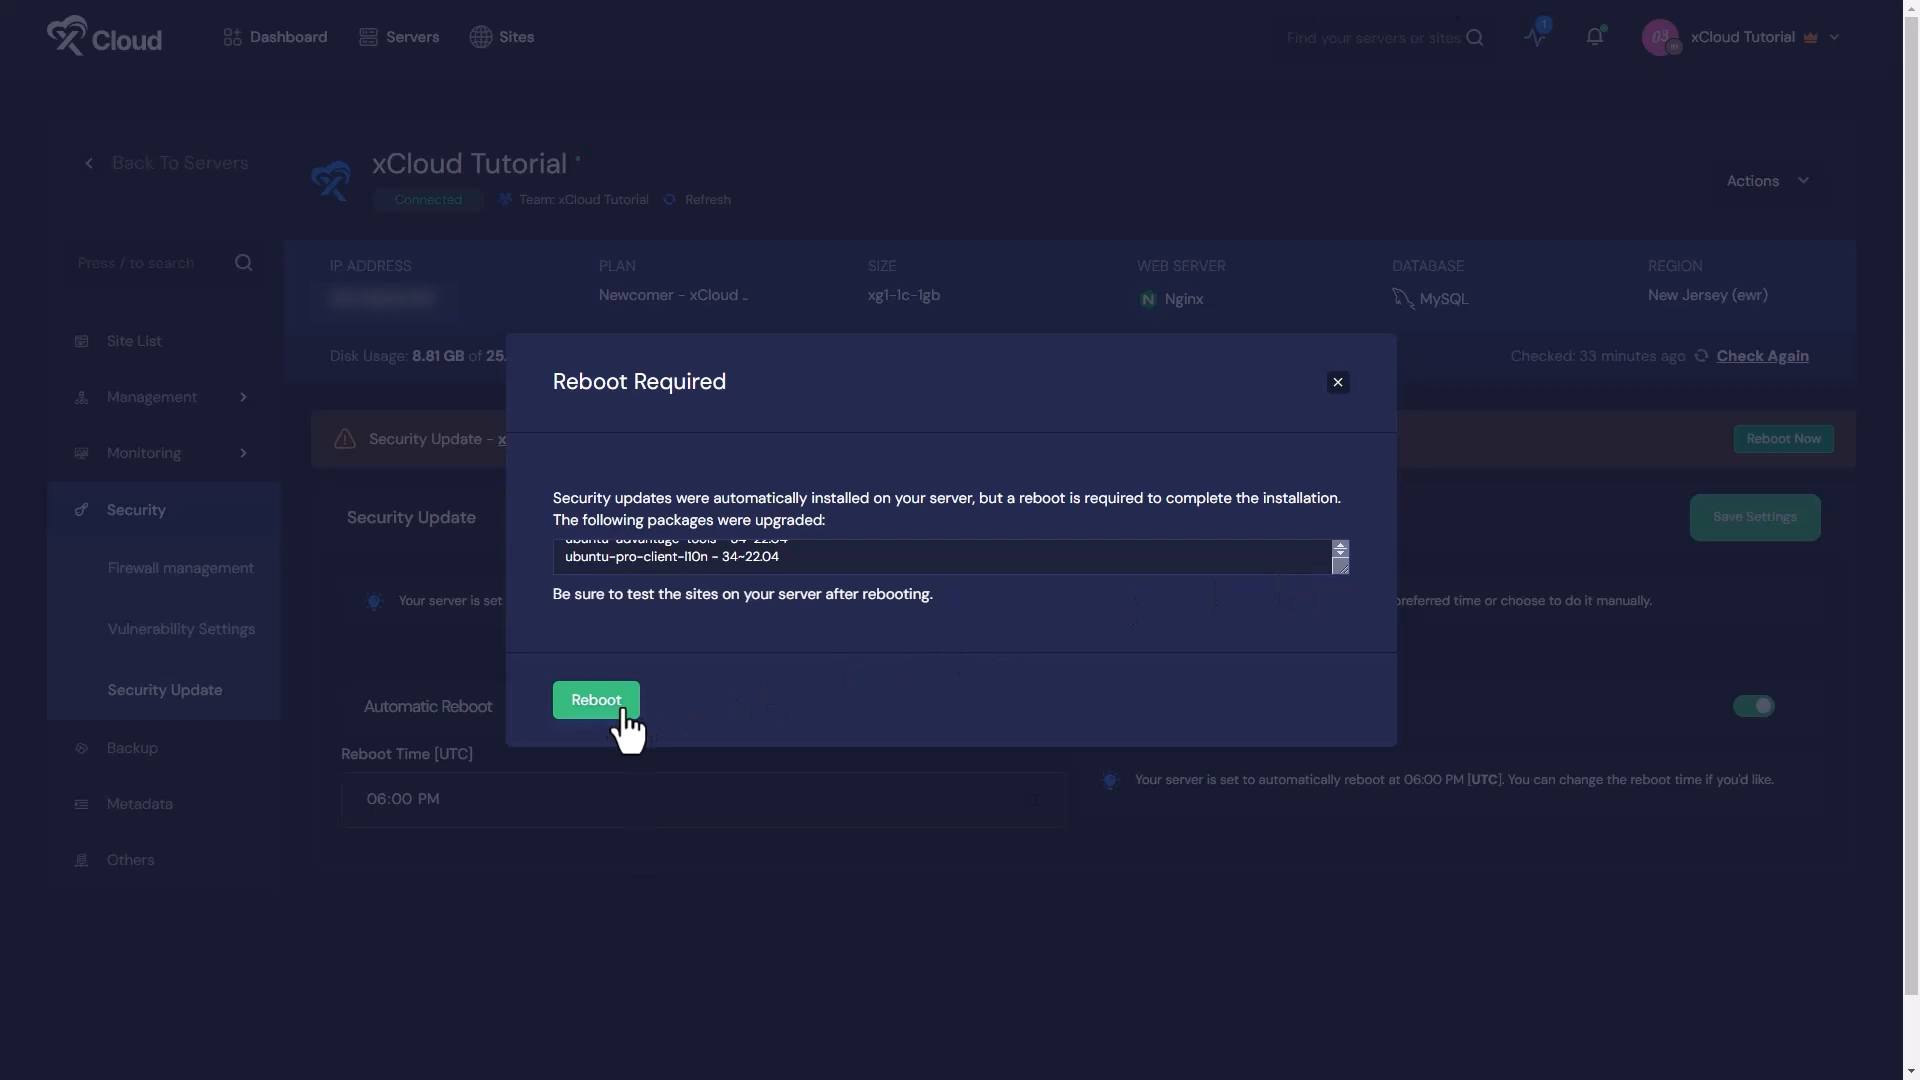 xCloud
Dashboard
Servers
Sites
Find your servers or sites
1
xCloud Tutorial
Back To Servers
xCloud Tutorial
Connected
Team: xCloud Tutorial
Refresh
Actions
Press / to search
IP ADDRESS
PLAN
SIZE
WEB SERVER
DATABASE
REGION
Newcomer - xCloud ..
xg1-1c-1gb
Nginx
MySQL
New Jersey (ewr)
Site List
Disk Usage: 8.81 GB of 25.
Checked: 33 minutes ago
Check Again
Reboot Required
Management
Security Update - x
Reboot Now
Monitoring
Security
Security Update
Save Settings
Security updates were automatically installed on your server, but a reboot is required to complete the installation.
The following packages were upgraded:
ubuntu-advantage-tools - 34~22.04
ubuntu-pro-client-l10n - 34~22.04
Firewall management
Be sure to test the sites on your server after rebooting.
Your server is set
preferred time or choose to do it manually.
Vulnerability Settings
Security Update
Reboot
Automatic Reboot
Backup
Reboot Time [UTC]
Your server is set to automatically reboot at 06:00 PM [UTC]. You can change the reboot time if you'd like.
06:00 PM
Metadata
Others